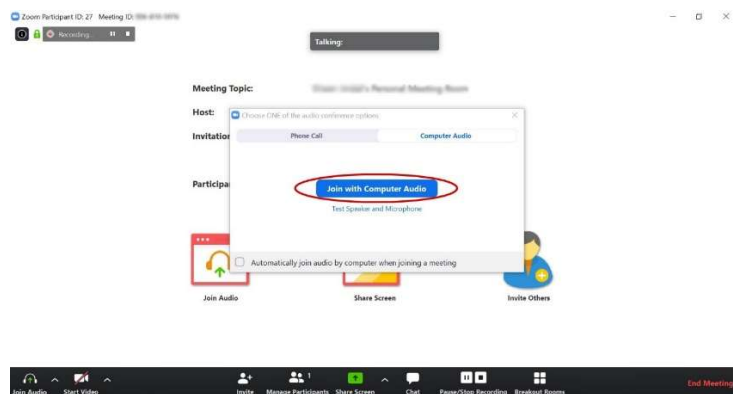 Zoom Participant ID: 27 Meeting ID:
Recording...
Talking:
Meeting Topic:
Host:
Choose ONE of the audio conference options
Invitation
Phone Call
Computer Audio
Participa
Join with Computer Audio
Test Speaker and Microphone
Automatically join audio by computer when joining a meeting
Join Audio
Share Screen
Invite Others
Join Audio
Start Video
Invite
Manage Participants
1
Share Screen
Chat
Pause/Stop Recording
Breakout Rooms
End Meeting